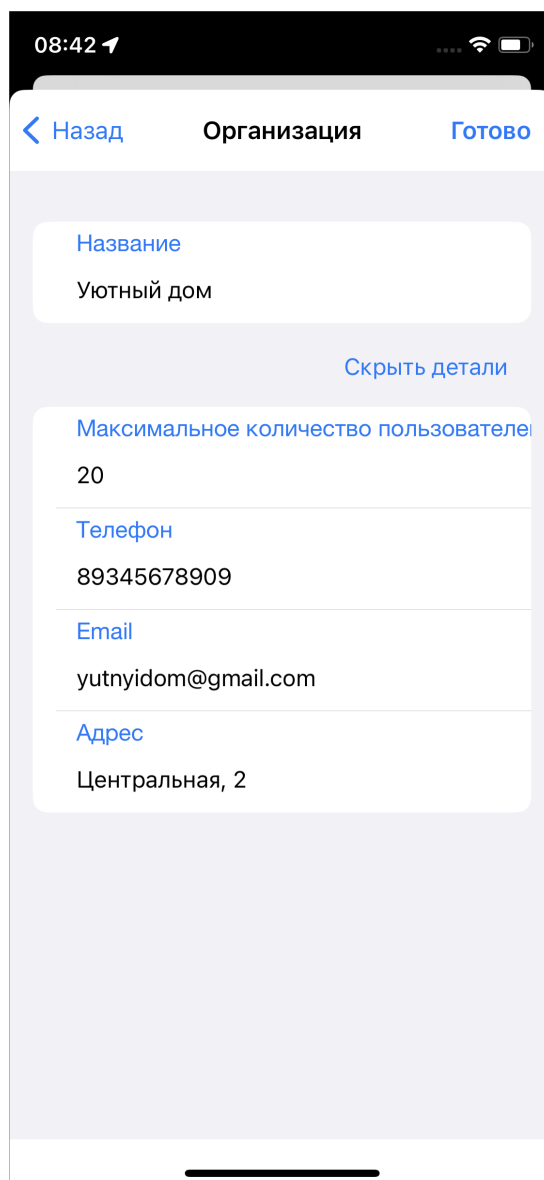 08:42
Назад
Организация
Готово
Название
Уютный дом
Скрыть детали
Максимальное количество пользователе
20
Телефон
89345678909
Email
yutnyidom@gmail.com
Адрес
Центральная, 2